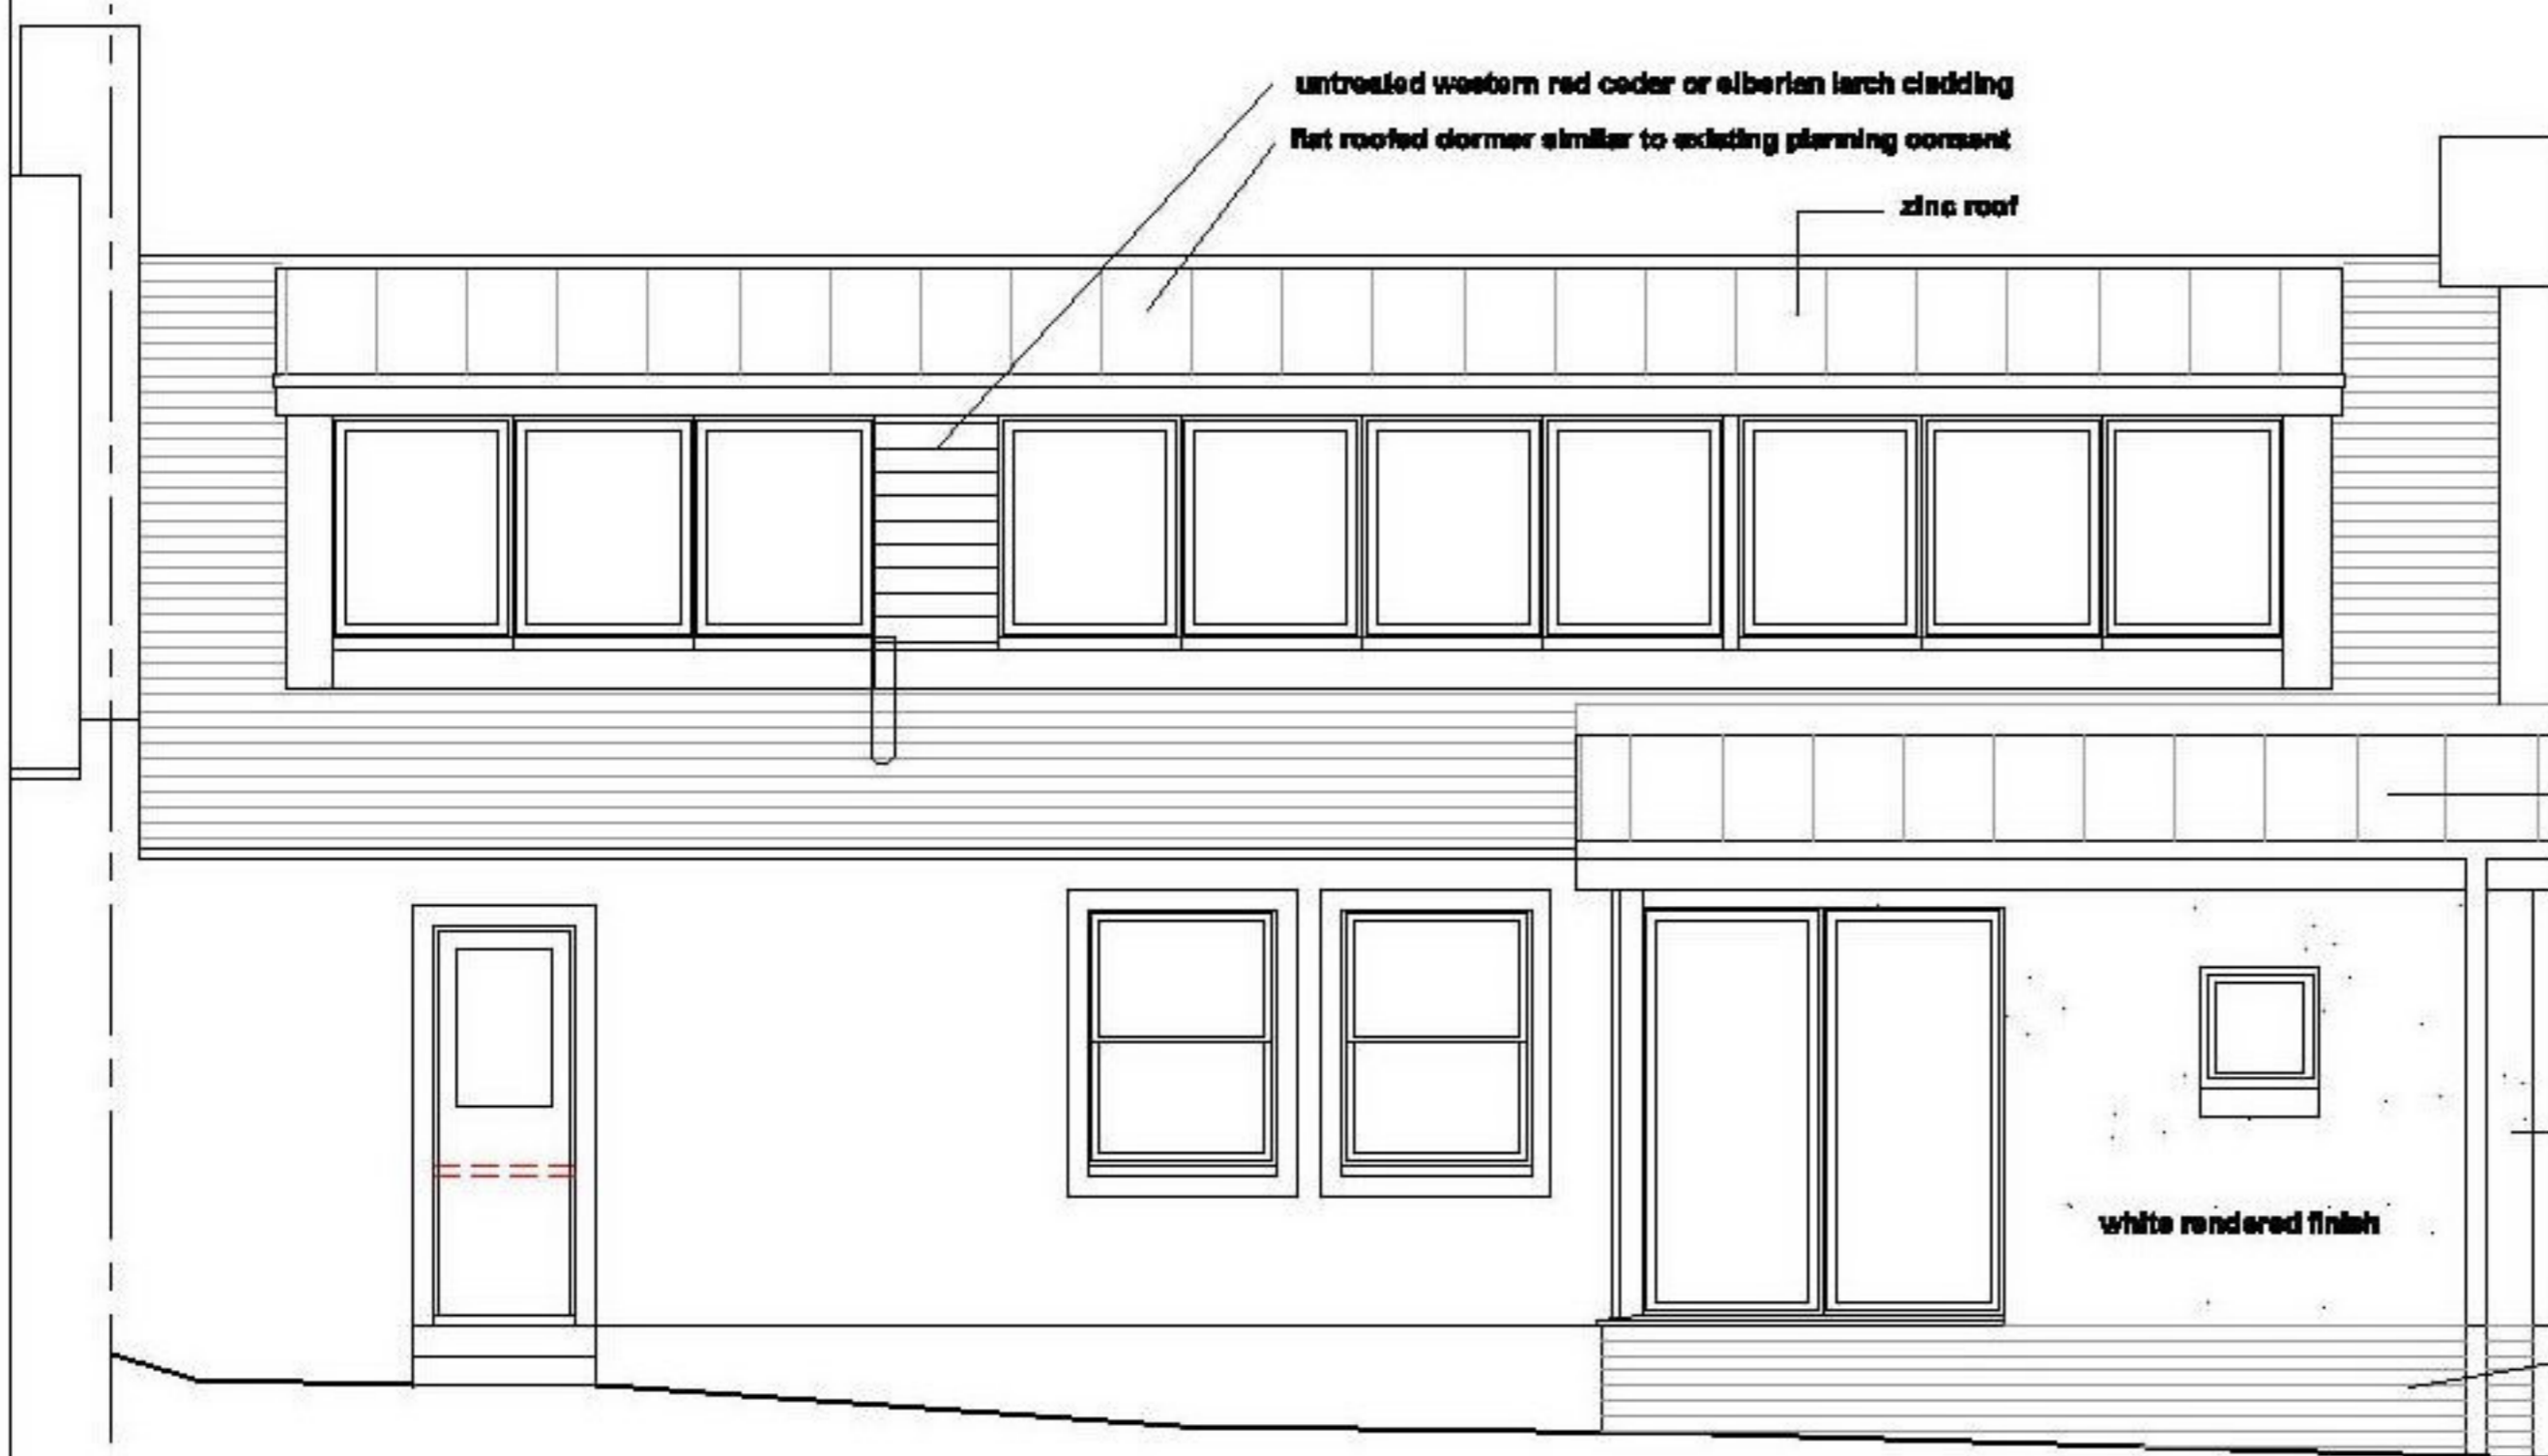 untreated western red cedar or siberian larch cladding
flat roofed dormer similar to existing planning consent
zinc roof
white rendered finish